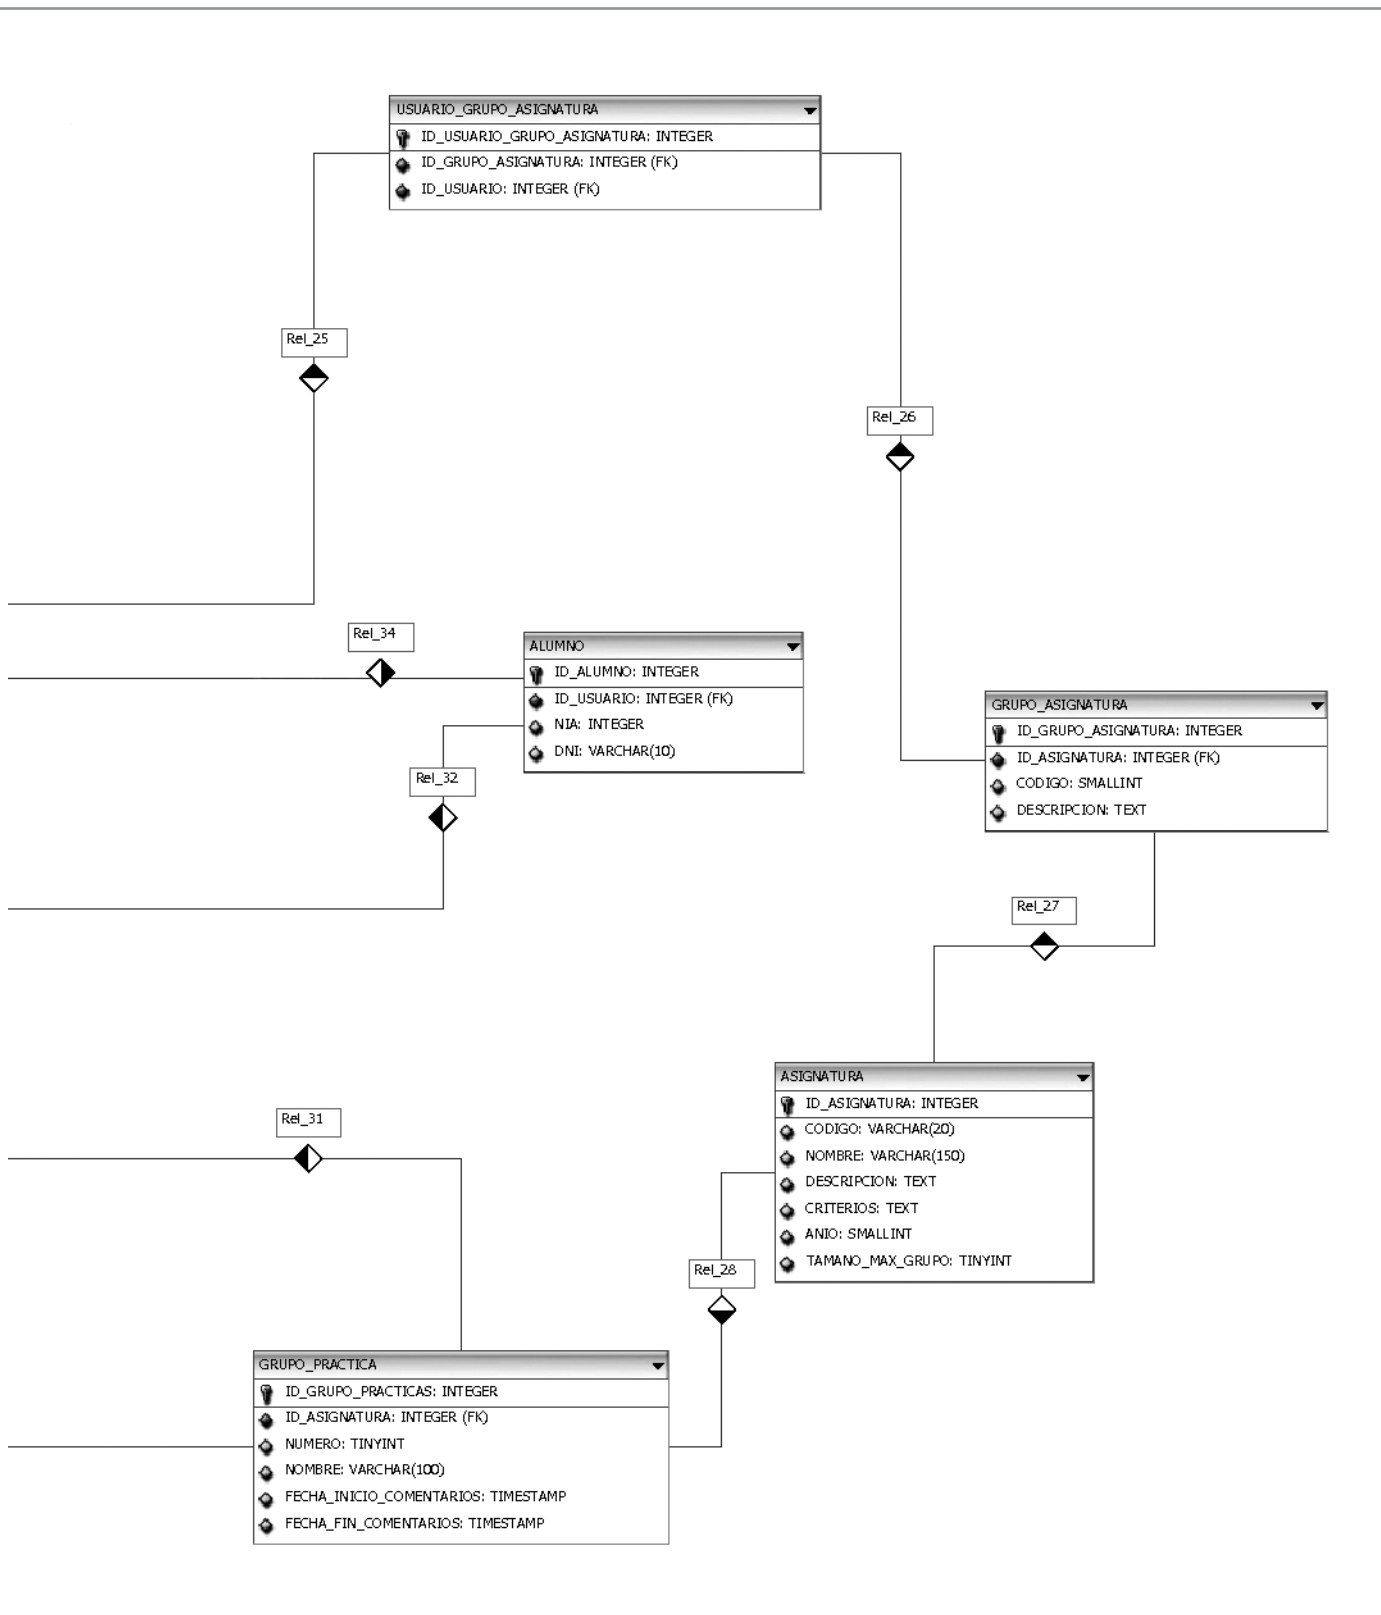 USUARIO_GRUPO_ASIGNATURA
ID_USUARIO_GRUPO_ASIGNATURA: INTEGER
ID_GRUPO_ASIGNATURA: INTEGER (FK)
ID_USUARIO: INTEGER (FK)
Rel_25
Rel_26
Rel_34
ALUMNO
ID_ALUMNO: INTEGER
ID_USUARIO: INTEGER (FK)
NIA: INTEGER
DNI: VARCHAR(10)
Rel_32
GRUPO_ASIGNATURA
ID_GRUPO_ASIGNATURA: INTEGER
ID_ASIGNATURA: INTEGER (FK)
CODIGO: SMALLINT
DESCRIPCION: TEXT
Rel_27
ASIGNATURA
ID_ASIGNATURA: INTEGER
CODIGO: VARCHAR(20)
NOMBRE: VARCHAR(150)
DESCRIPCION: TEXT
CRITERIOS: TEXT
ANIO: SMALLINT
TAMANO_MAX_GRUPO: TINYINT
Rel_31
Rel_28
GRUPO_PRACTICA
ID_GRUPO_PRACTICAS: INTEGER
ID_ASIGNATURA: INTEGER (FK)
NUMERO: TINYINT
NOMBRE: VARCHAR(100)
FECHA_INICIO_COMENTARIOS: TIMESTAMP
FECHA_FIN_COMENTARIOS: TIMESTAMP